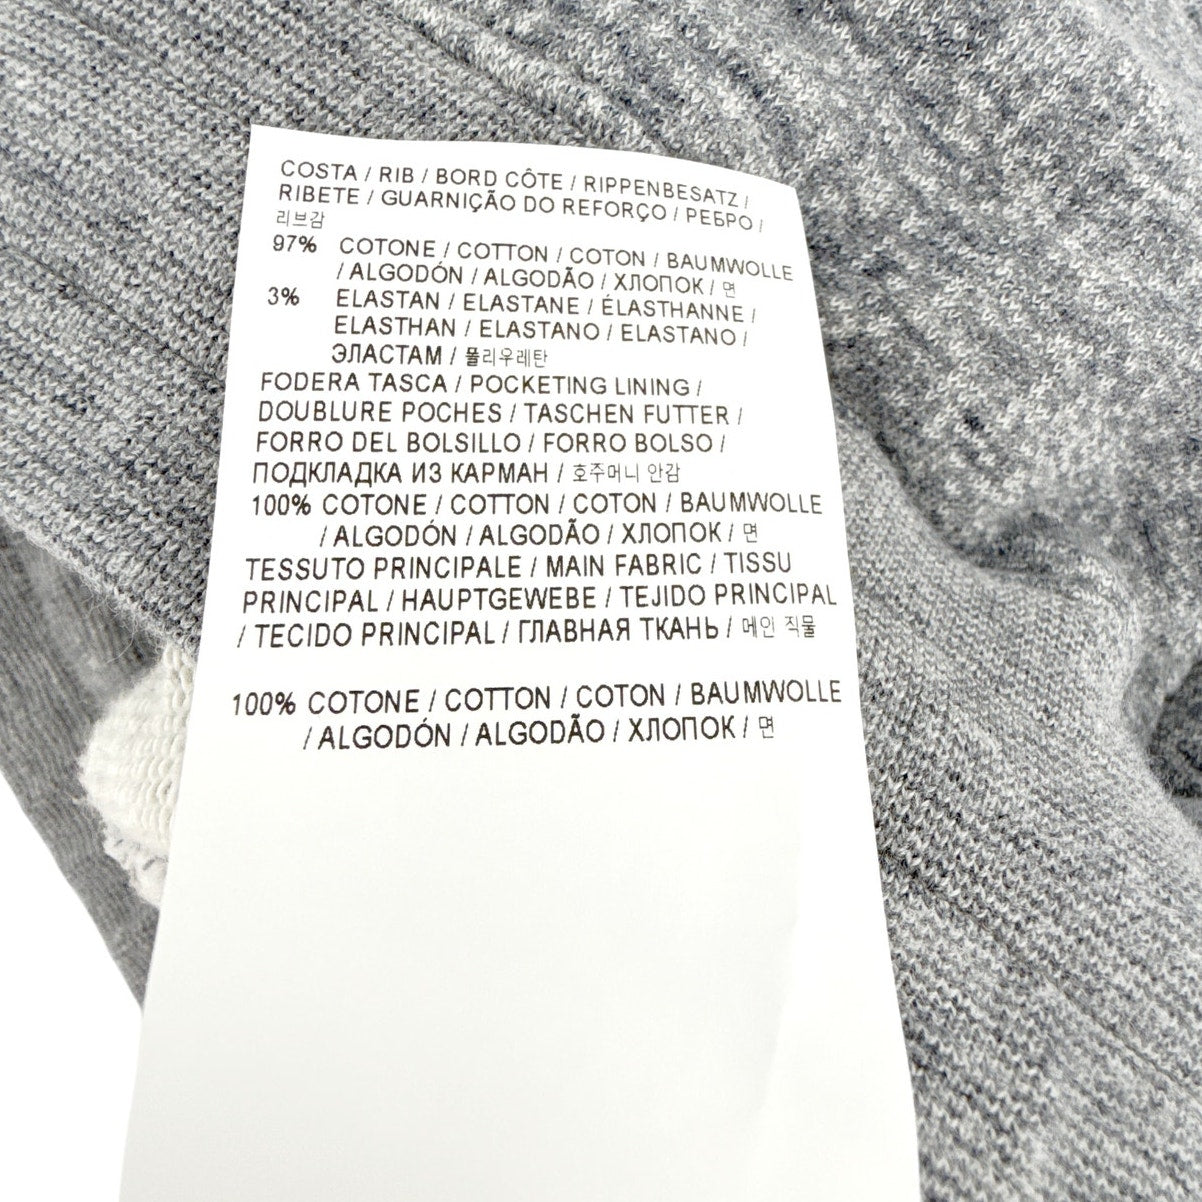 COSTA / RIB / BORD CÔTE / RIPPENBESATZ /
RIBETE / GUARNIÇÃO DO REFORÇO / РЕБРО /
리브감
97% COTONE / COTTON / COTON / BAUMWOLLE
/ ALGODÓN / ALGODÃO / ХЛОПОК / 면
3% ELASTAN / ELASTANE / ÉLASTHANNE /
ELASTHAN / ELASTANO / ELASTANO /
ЭЛАСТАМ / 폴리우레탄
FODERA TASCA / POCKETING LINING /
DOUBLURE POCHES / TASCHEN FUTTER /
FORRO DEL BOLSILLO / FORRO BOLSO /
ПОДКЛАДКА ИЗ КАРМАН / 호주머니 안감
100% COTONE / COTTON / COTON / BAUMWOLLE
/ ALGODÓN / ALGODÃO / ХЛОПОК / 면
TESSUTO PRINCIPALE / MAIN FABRIC / TISSU
PRINCIPAL / HAUPTGEWEBE / TEJIDO PRINCIPAL
/ TECIDO PRINCIPAL / ГЛАВНАЯ ТКАНЬ / 메인 직물
100% COTONE / COTTON / COTON / BAUMWOLLE
/ ALGODÓN / ALGODÃO / ХЛОПОК / 면